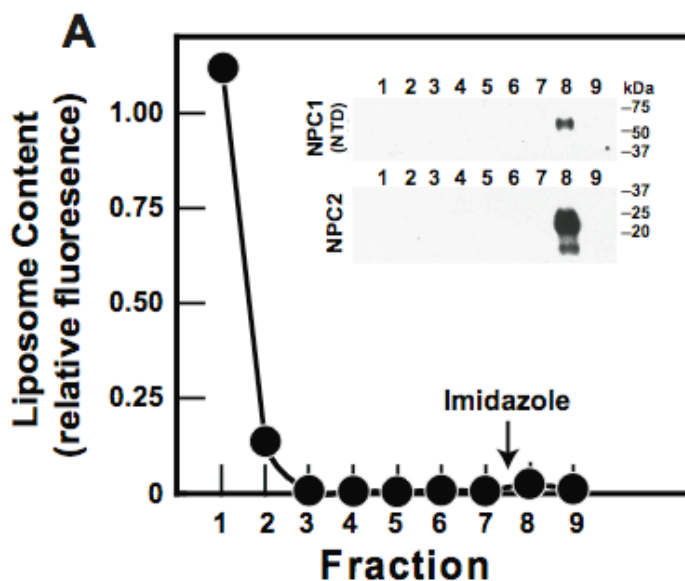 A
Liposome Content
(relative fluoresence)
1.00
0.75
0.50
0.25
0
1 2 3 4 5 6 7 8 9 kDa
NPC1
(NTD)
–75
–50
–37
1 2 3 4 5 6 7 8 9
NPC2
–37
–25
–20
Imidazole
1 2 3 4 5 6 7 8 9
Fraction